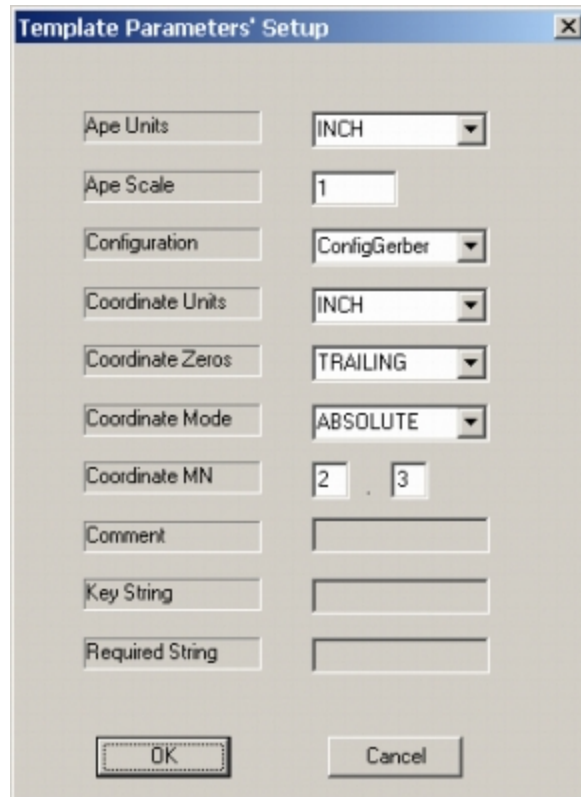 Template Parameters' Setup
Ape Units INCH
Ape Scale 1
Configuration ConfigGerber
Coordinate Units INCH
Coordinate Zeros TRAILING
Coordinate Mode ABSOLUTE
Coordinate MN 2 . 3
Comment
Key String
Required String
OK Cancel